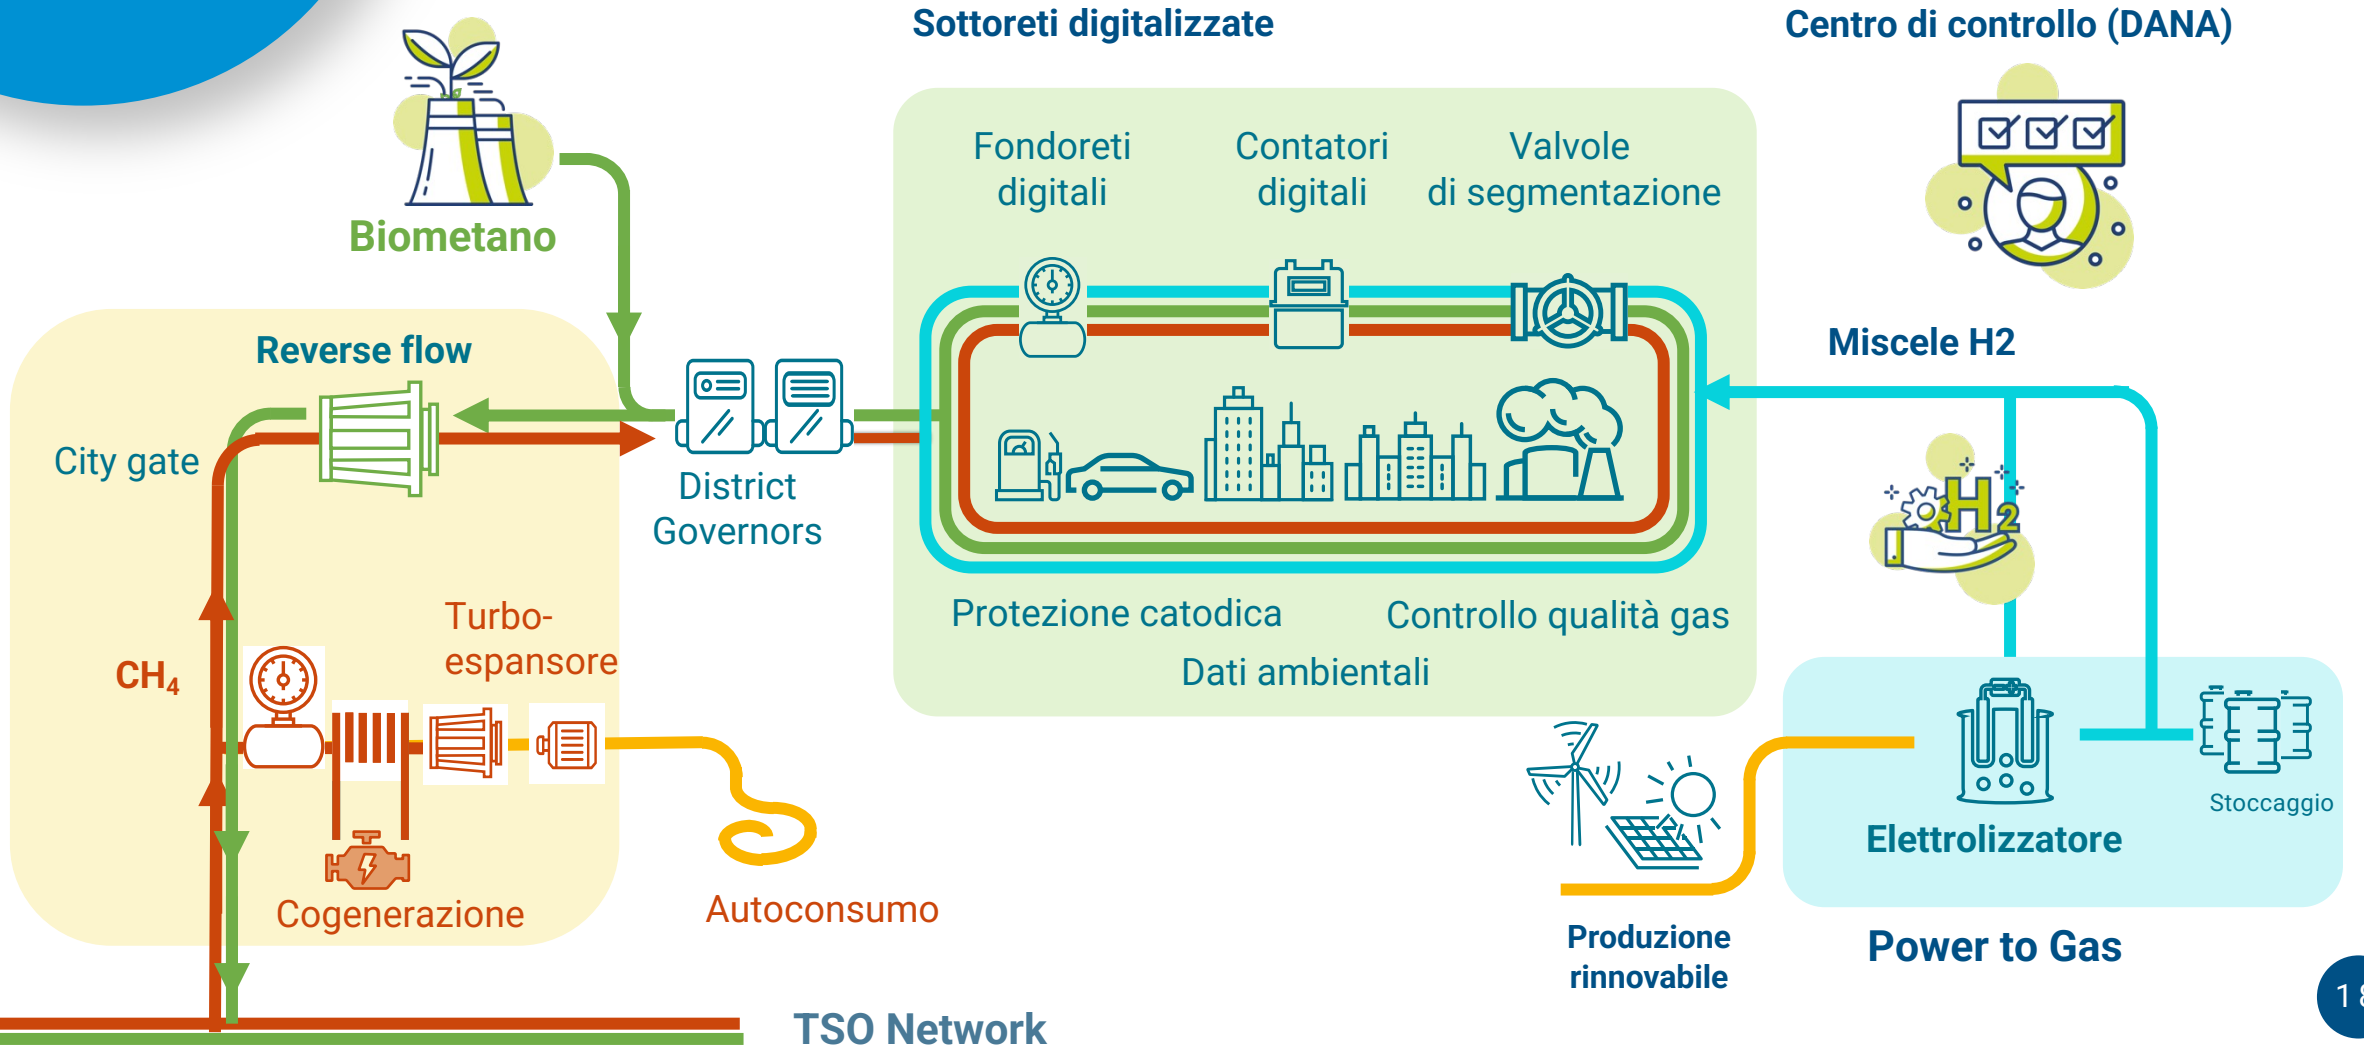 Sottoreti digitalizzate
Centro di controllo (DANA)
Fondoreti
digitali
Contatori
digitali
Valvole
di segmentazione
Biometano
Reverse flow
Miscele H2
City gate
District
Governors
H2
Turbo-
espansore
Protezione catodica
Controllo qualità gas
CH₄
Dati ambientali
Stoccaggio
Elettrolizzatore
Cogenerazione
Autoconsumo
Produzione
rinnovabile
Power to Gas
TSO Network